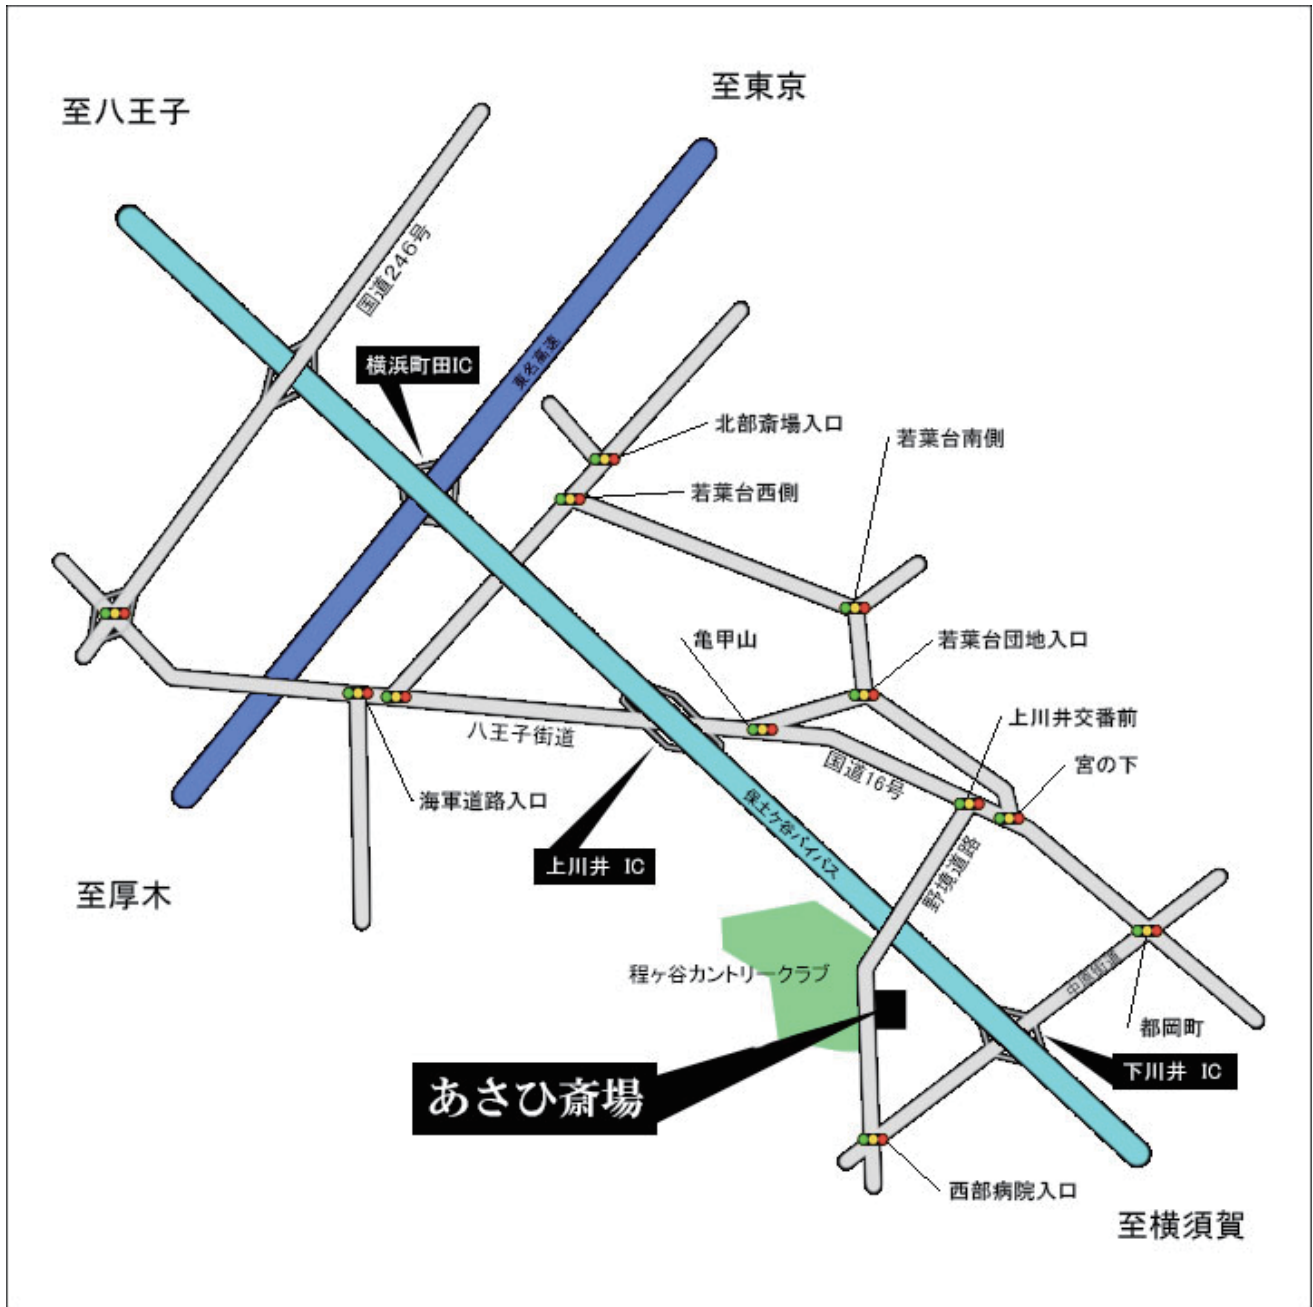 至東京
至八王子
国道246号
横浜町田IC
東名高速
北部斎場入口
若葉台南側
若葉台西側
亀甲山
若葉台団地入口
上川井交番前
八王子街道
国道16号
宮の下
海軍道路入口
保土ケ谷バイパス
上川井 IC
野境道路
至厚木
程ヶ谷カントリークラブ
中原街道
都岡町
下川井 IC
あさひ斎場
西部病院入口
至横須賀